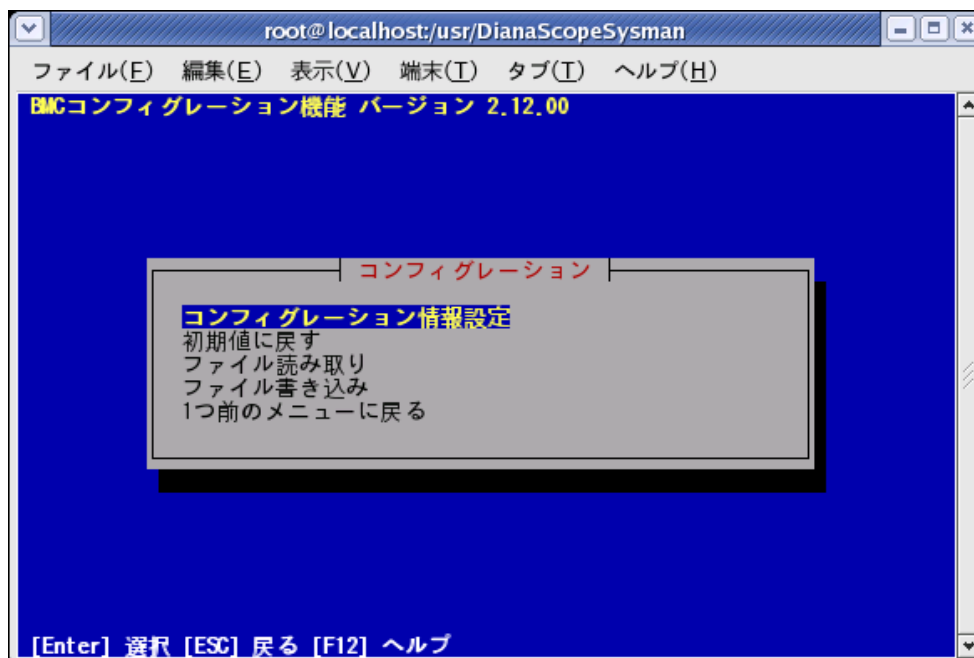 root@localhost:/usr/DianaScopeSysman
ファイル(F) 編集(E) 表示(V) 端末(T) タブ(T) ヘルプ(H)
BMCコンフィグレーション機能 バージョン 2.12.00
コンフィグレーション
コンフィグレーション情報設定
初期値に戻す
ファイル読み取り
ファイル書き込み
1つ前のメニューに戻る
[Enter] 選択 [ESC] 戻る [F12] ヘルプ